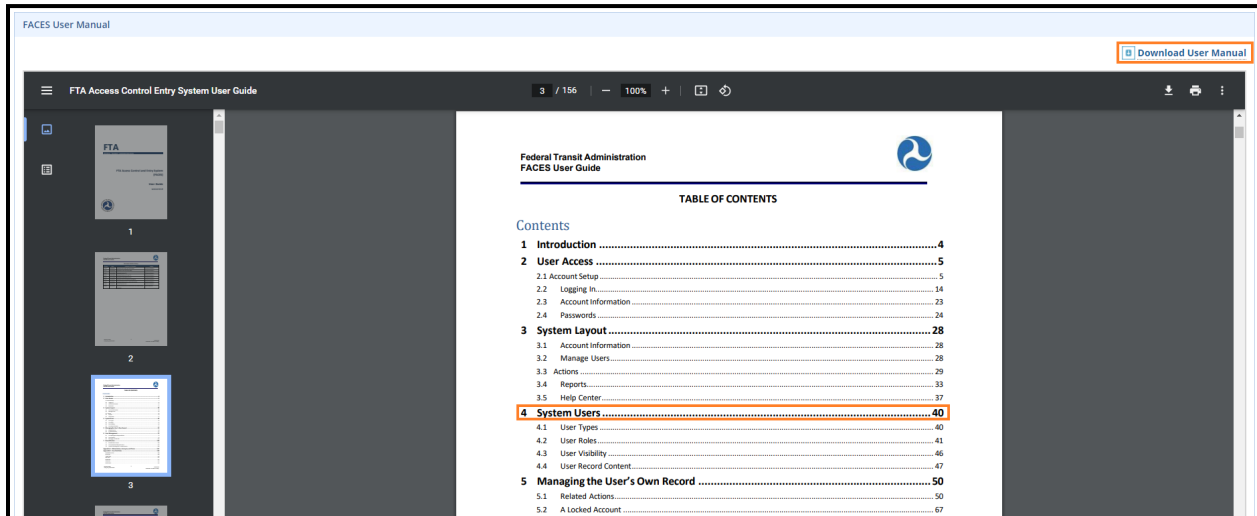 FACES User Manual
Download User Manual
FTA Access Control Entry System User Guide
3 / 156
100%
FTA
1
2
3
Federal Transit Administration
FACES User Guide
TABLE OF CONTENTS
Contents
1 Introduction ................................................................................4
2 User Access ................................................................................5
2.1 Account Setup ................................................................................ 5
2.2 Logging In................................................................................ 14
2.3 Account Information ................................................................................ 23
2.4 Passwords ................................................................................ 24
3 System Layout ................................................................................ 28
3.1 Account Information ................................................................................ 28
3.2 Manage Users................................................................................ 28
3.3 Actions ................................................................................ 29
3.4 Reports................................................................................ 33
3.5 Help Center................................................................................ 37
4 System Users ................................................................................ 40
4.1 User Types ................................................................................ 40
4.2 User Roles................................................................................ 41
4.3 User Visibility ................................................................................ 46
4.4 User Record Content................................................................................ 47
5 Managing the User's Own Record ................................................................................ 50
5.1 Related Actions................................................................................ 50
5.2 A Locked Account ................................................................................ 67